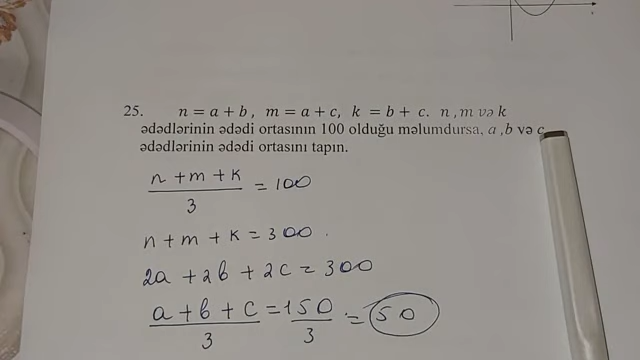 25. n = a + b , m = a + c, k = b + c. n , m və k
ədədlərinin ədədi ortasının 100 olduğu məlumdursa, a , b və c
ədədlərinin ədədi ortasını tapın.
(n + m + k)/3 = 100
n + m + k = 300 .
2a + 2b + 2c = 300
(a + b + c)/3 = 150/3 = 50